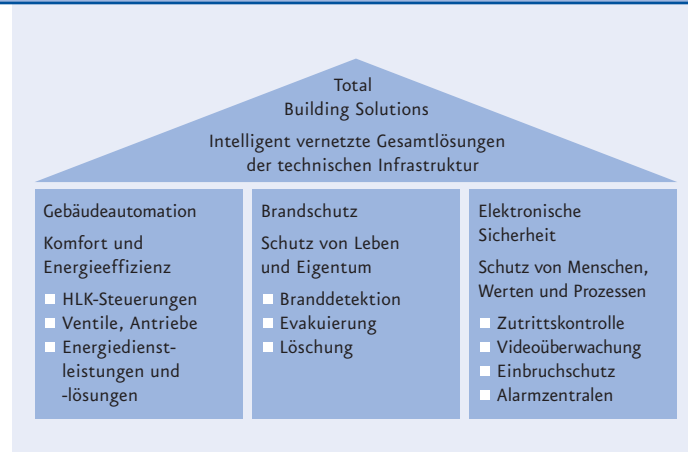 Total
Building Solutions
Intelligent vernetzte Gesamtlösungen
der technischen Infrastruktur
Gebäudeautomation
Komfort und
Energieeffizienz
HLK-Steuerungen
Ventile, Antriebe
Energiedienst-
leistungen und
-lösungen
Brandschutz
Schutz von Leben
und Eigentum
Branddetektion
Evakuierung
Löschung
Elektronische
Sicherheit
Schutz von Menschen,
Werten und Prozessen
Zutrittskontrolle
Videoüberwachung
Einbruchschutz
Alarmzentralen